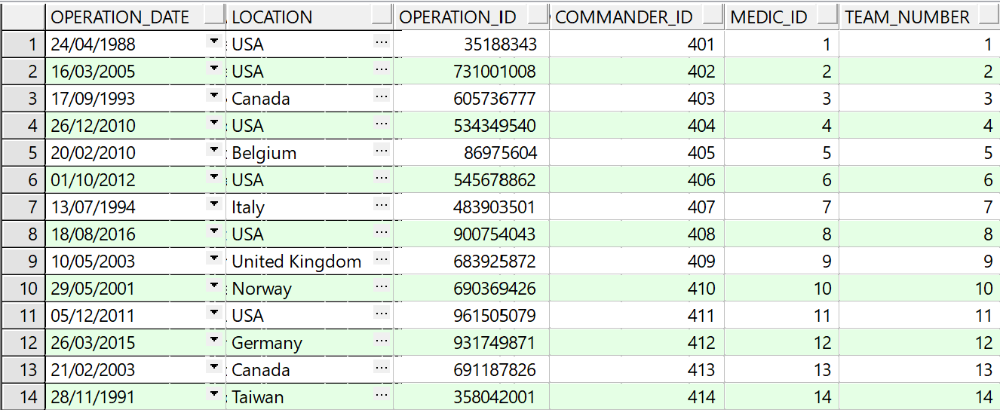 OPERATION_DATE LOCATION OPERATION_ID COMMANDER_ID MEDIC_ID TEAM_NUMBER
1 24/04/1988 USA ... 35188343 401 1 1
2 16/03/2005 USA ... 731001008 402 2 2
3 17/09/1993 Canada ... 605736777 403 3 3
4 26/12/2010 USA ... 534349540 404 4 4
5 20/02/2010 Belgium ... 86975604 405 5 5
6 01/10/2012 USA ... 545678862 406 6 6
7 13/07/1994 Italy ... 483903501 407 7 7
8 18/08/2016 USA ... 900754043 408 8 8
9 10/05/2003 United Kingdom ... 683925872 409 9 9
10 29/05/2001 Norway ... 690369426 410 10 10
11 05/12/2011 USA ... 961505079 411 11 11
12 26/03/2015 Germany ... 931749871 412 12 12
13 21/02/2003 Canada ... 691187826 413 13 13
14 28/11/1991 Taiwan ... 358042001 414 14 14